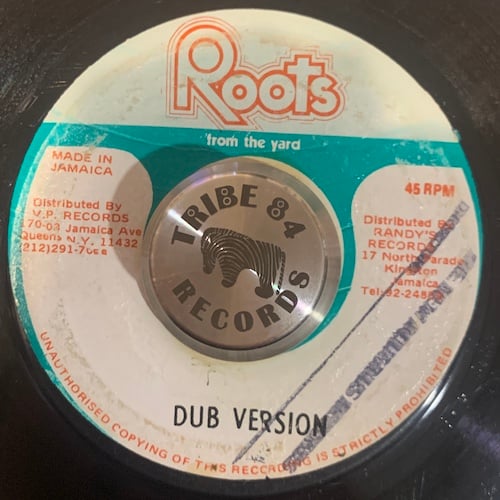 Roots
from the yard
MADE IN
JAMAICA
45 RPM
Distributed By
V.P. RECORDS
170-03 Jamaica Ave
Queens N.Y. 11432
Distributed By
RANDY'S
RECORDS
17 North Parade
Kingston
Jamaica
TRIBE 84
RECORDS
DUB VERSION
UNAUTHORISED COPYING OF THIS RECORDING IS STRICTLY PROHIBITED